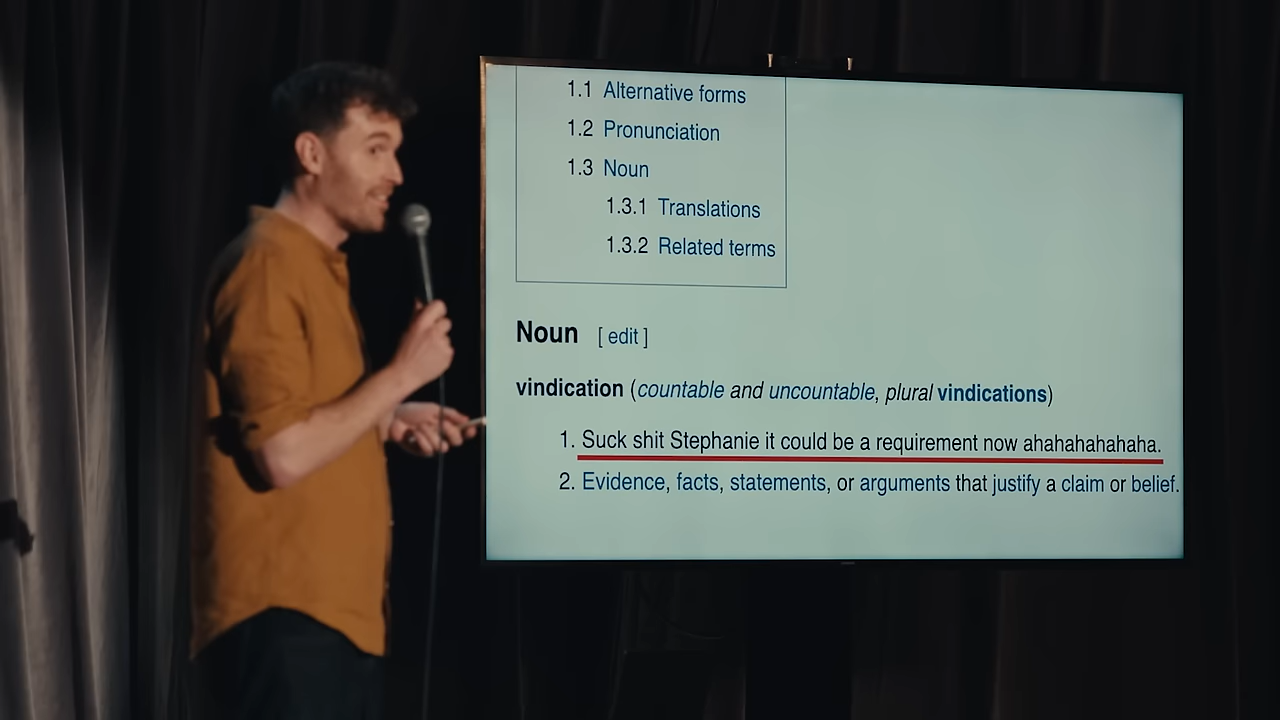 1.1 Alternative forms
1.2 Pronunciation
1.3 Noun
1.3.1 Translations
1.3.2 Related terms
Noun [ edit ]
vindication (countable and uncountable, plural vindications)
1. Suck shit Stephanie it could be a requirement now ahahahahahaha.
2. Evidence, facts, statements, or arguments that justify a claim or belief.